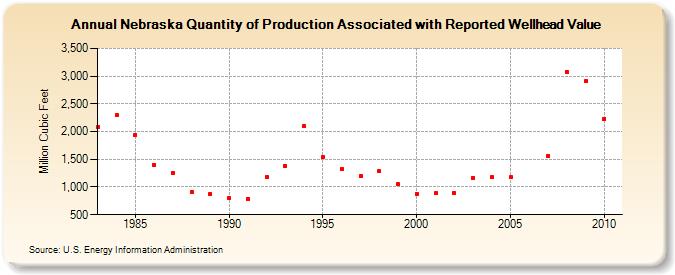 Annual Nebraska Quantity of Production Associated with Reported Wellhead Value
Million Cubic Feet
3,500
3,000
2,500
2,000
1,500
1,000
500
1985 1990 1995 2000 2005 2010
Source: U.S. Energy Information Administration